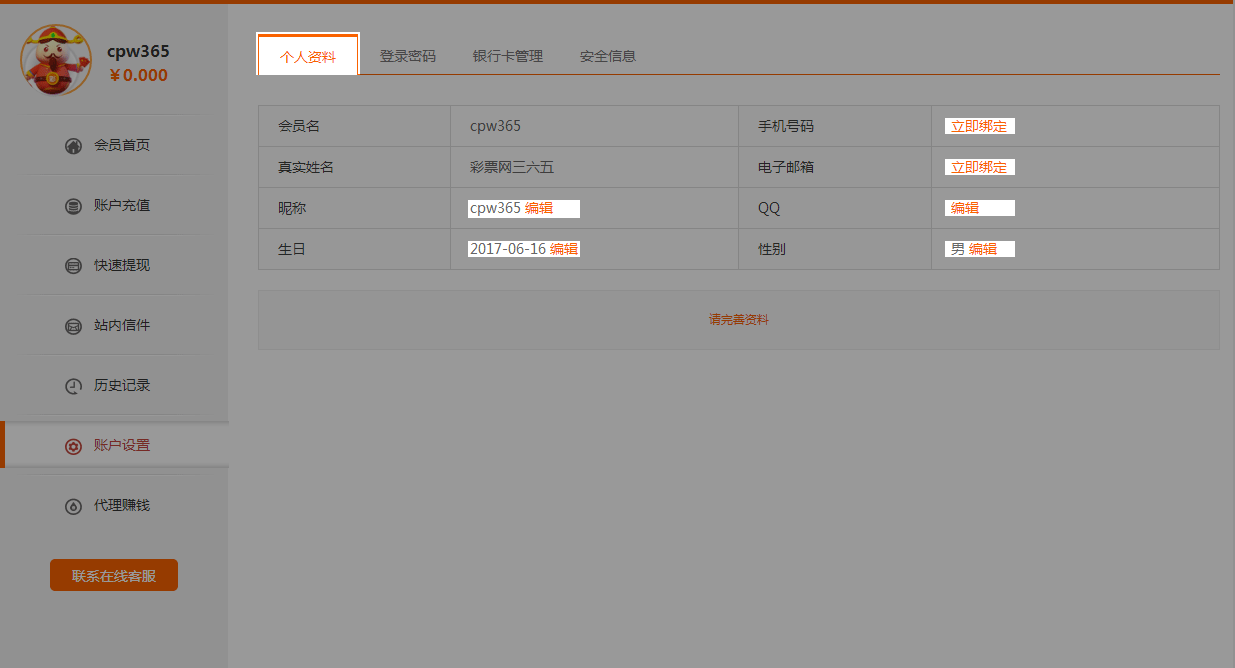 cpw365
￥0.000
会员首页
账户充值
快速提现
站内信件
历史记录
账户设置
代理赚钱
联系在线客服
个人资料 登录密码 银行卡管理 安全信息
会员名 cpw365 手机号码 立即绑定
真实姓名 彩票网三六五 电子邮箱 立即绑定
昵称 cpw365 编辑 QQ 编辑
生日 2017-06-16 编辑 性别 男 编辑
请完善资料